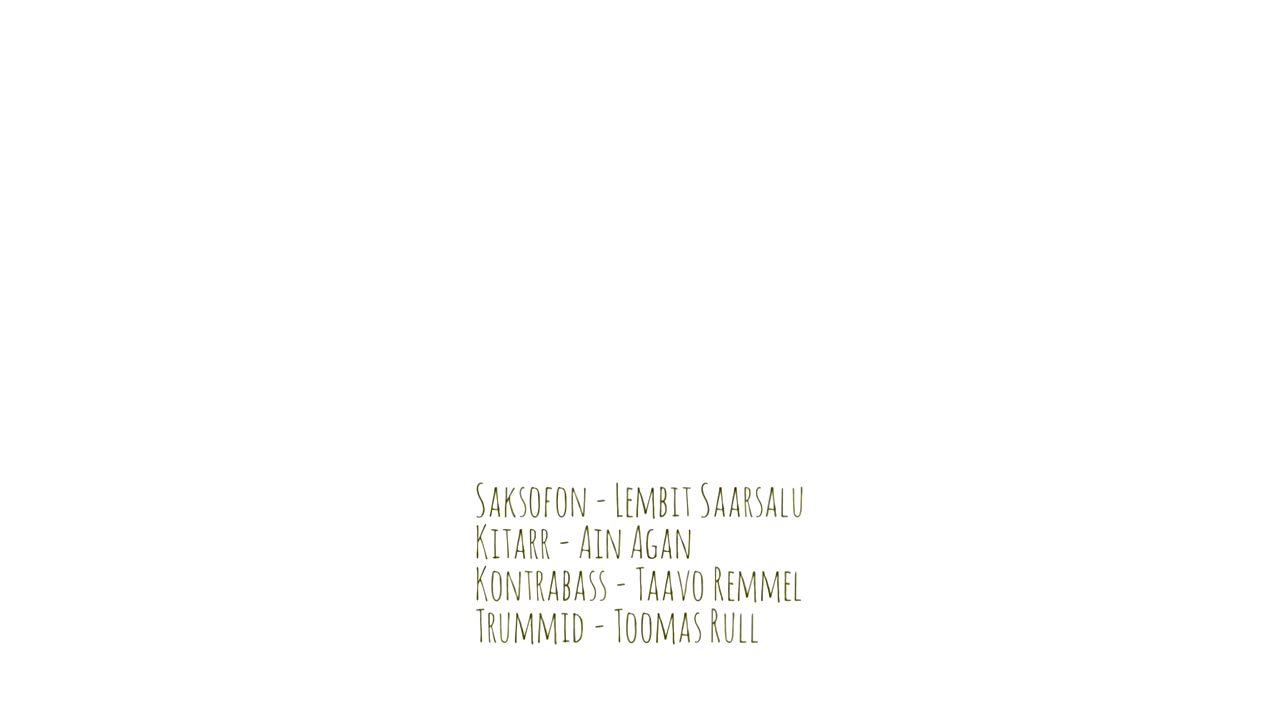 Saksofon - Lembit Saarsalu
Kitarr - Ain Agan
Kontrabass - Taavo Remmel
Trummid - Toomas Rull